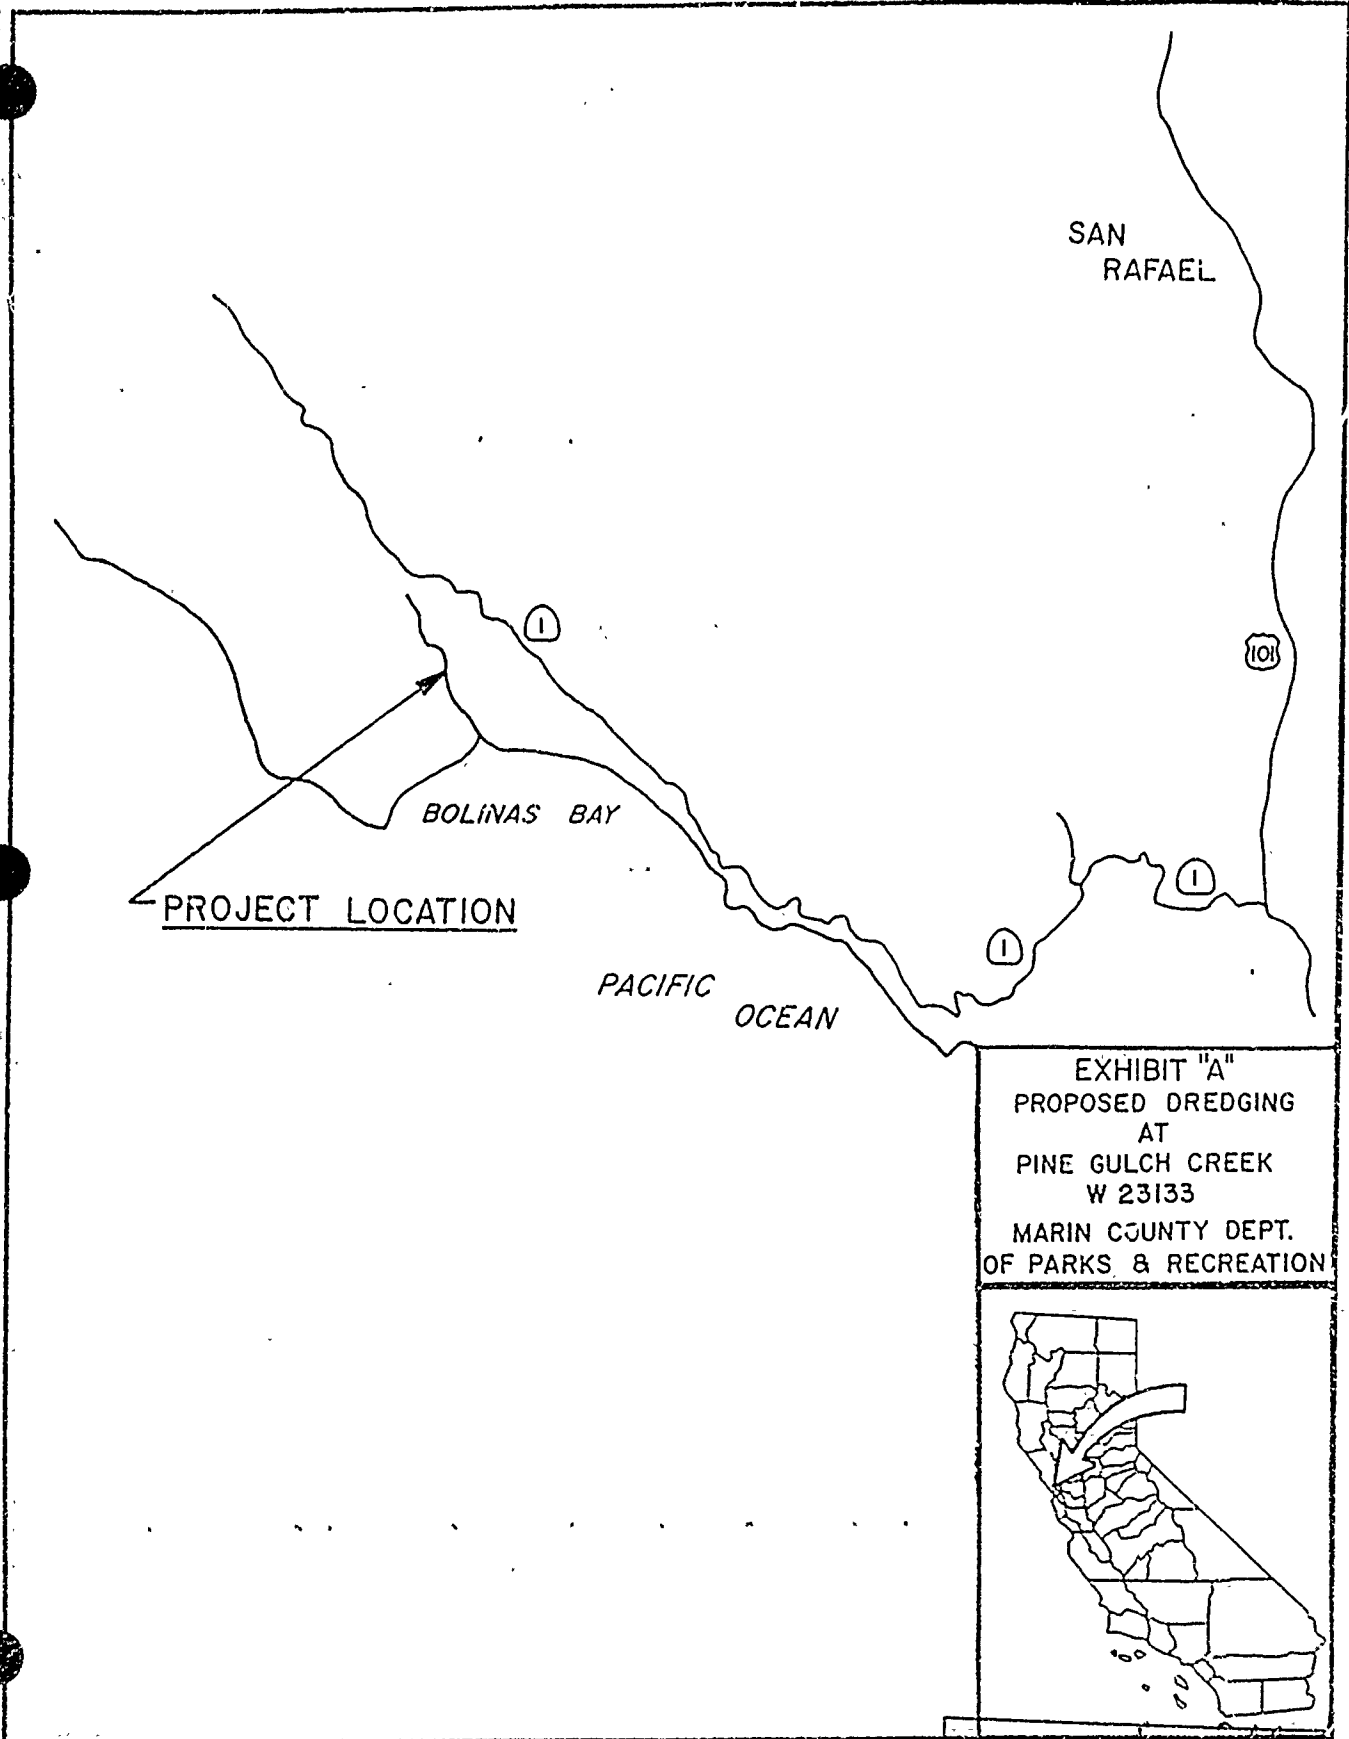 SAN
RAFAEL
1
101
BOLINAS BAY
1
PROJECT LOCATION
1
PACIFIC
OCEAN
EXHIBIT "A"
PROPOSED DREDGING
AT
PINE GULCH CREEK
W 23133
MARIN COUNTY DEPT.
OF PARKS & RECREATION